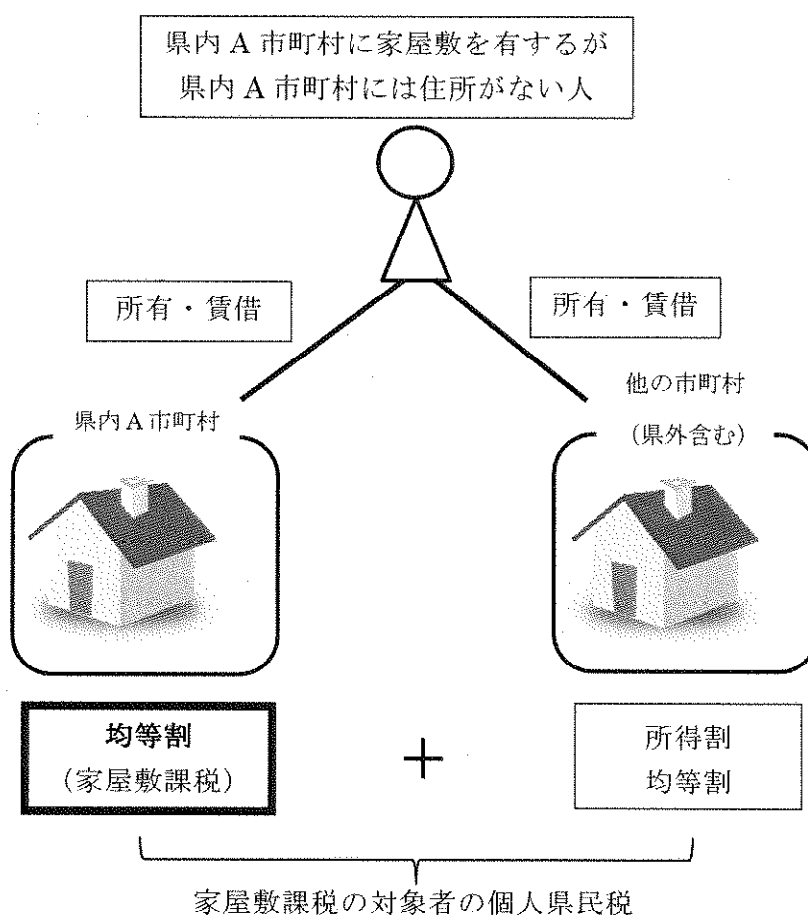 県内 A 市町村に家屋敷を有するが
県内 A 市町村には住所がない人
所有・賃借
所有・賃借
県内 A 市町村
他の市町村
(県外含む)
均等割
(家屋敷課税)
+
所得割
均等割
家屋敷課税の対象者の個人県民税